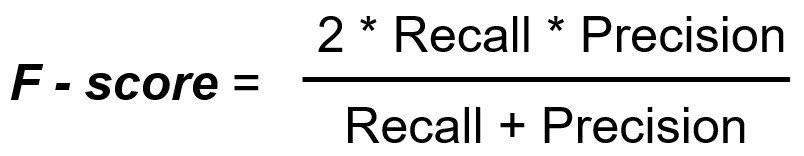 2 * Recall * Precision
F - score =
Recall + Precision